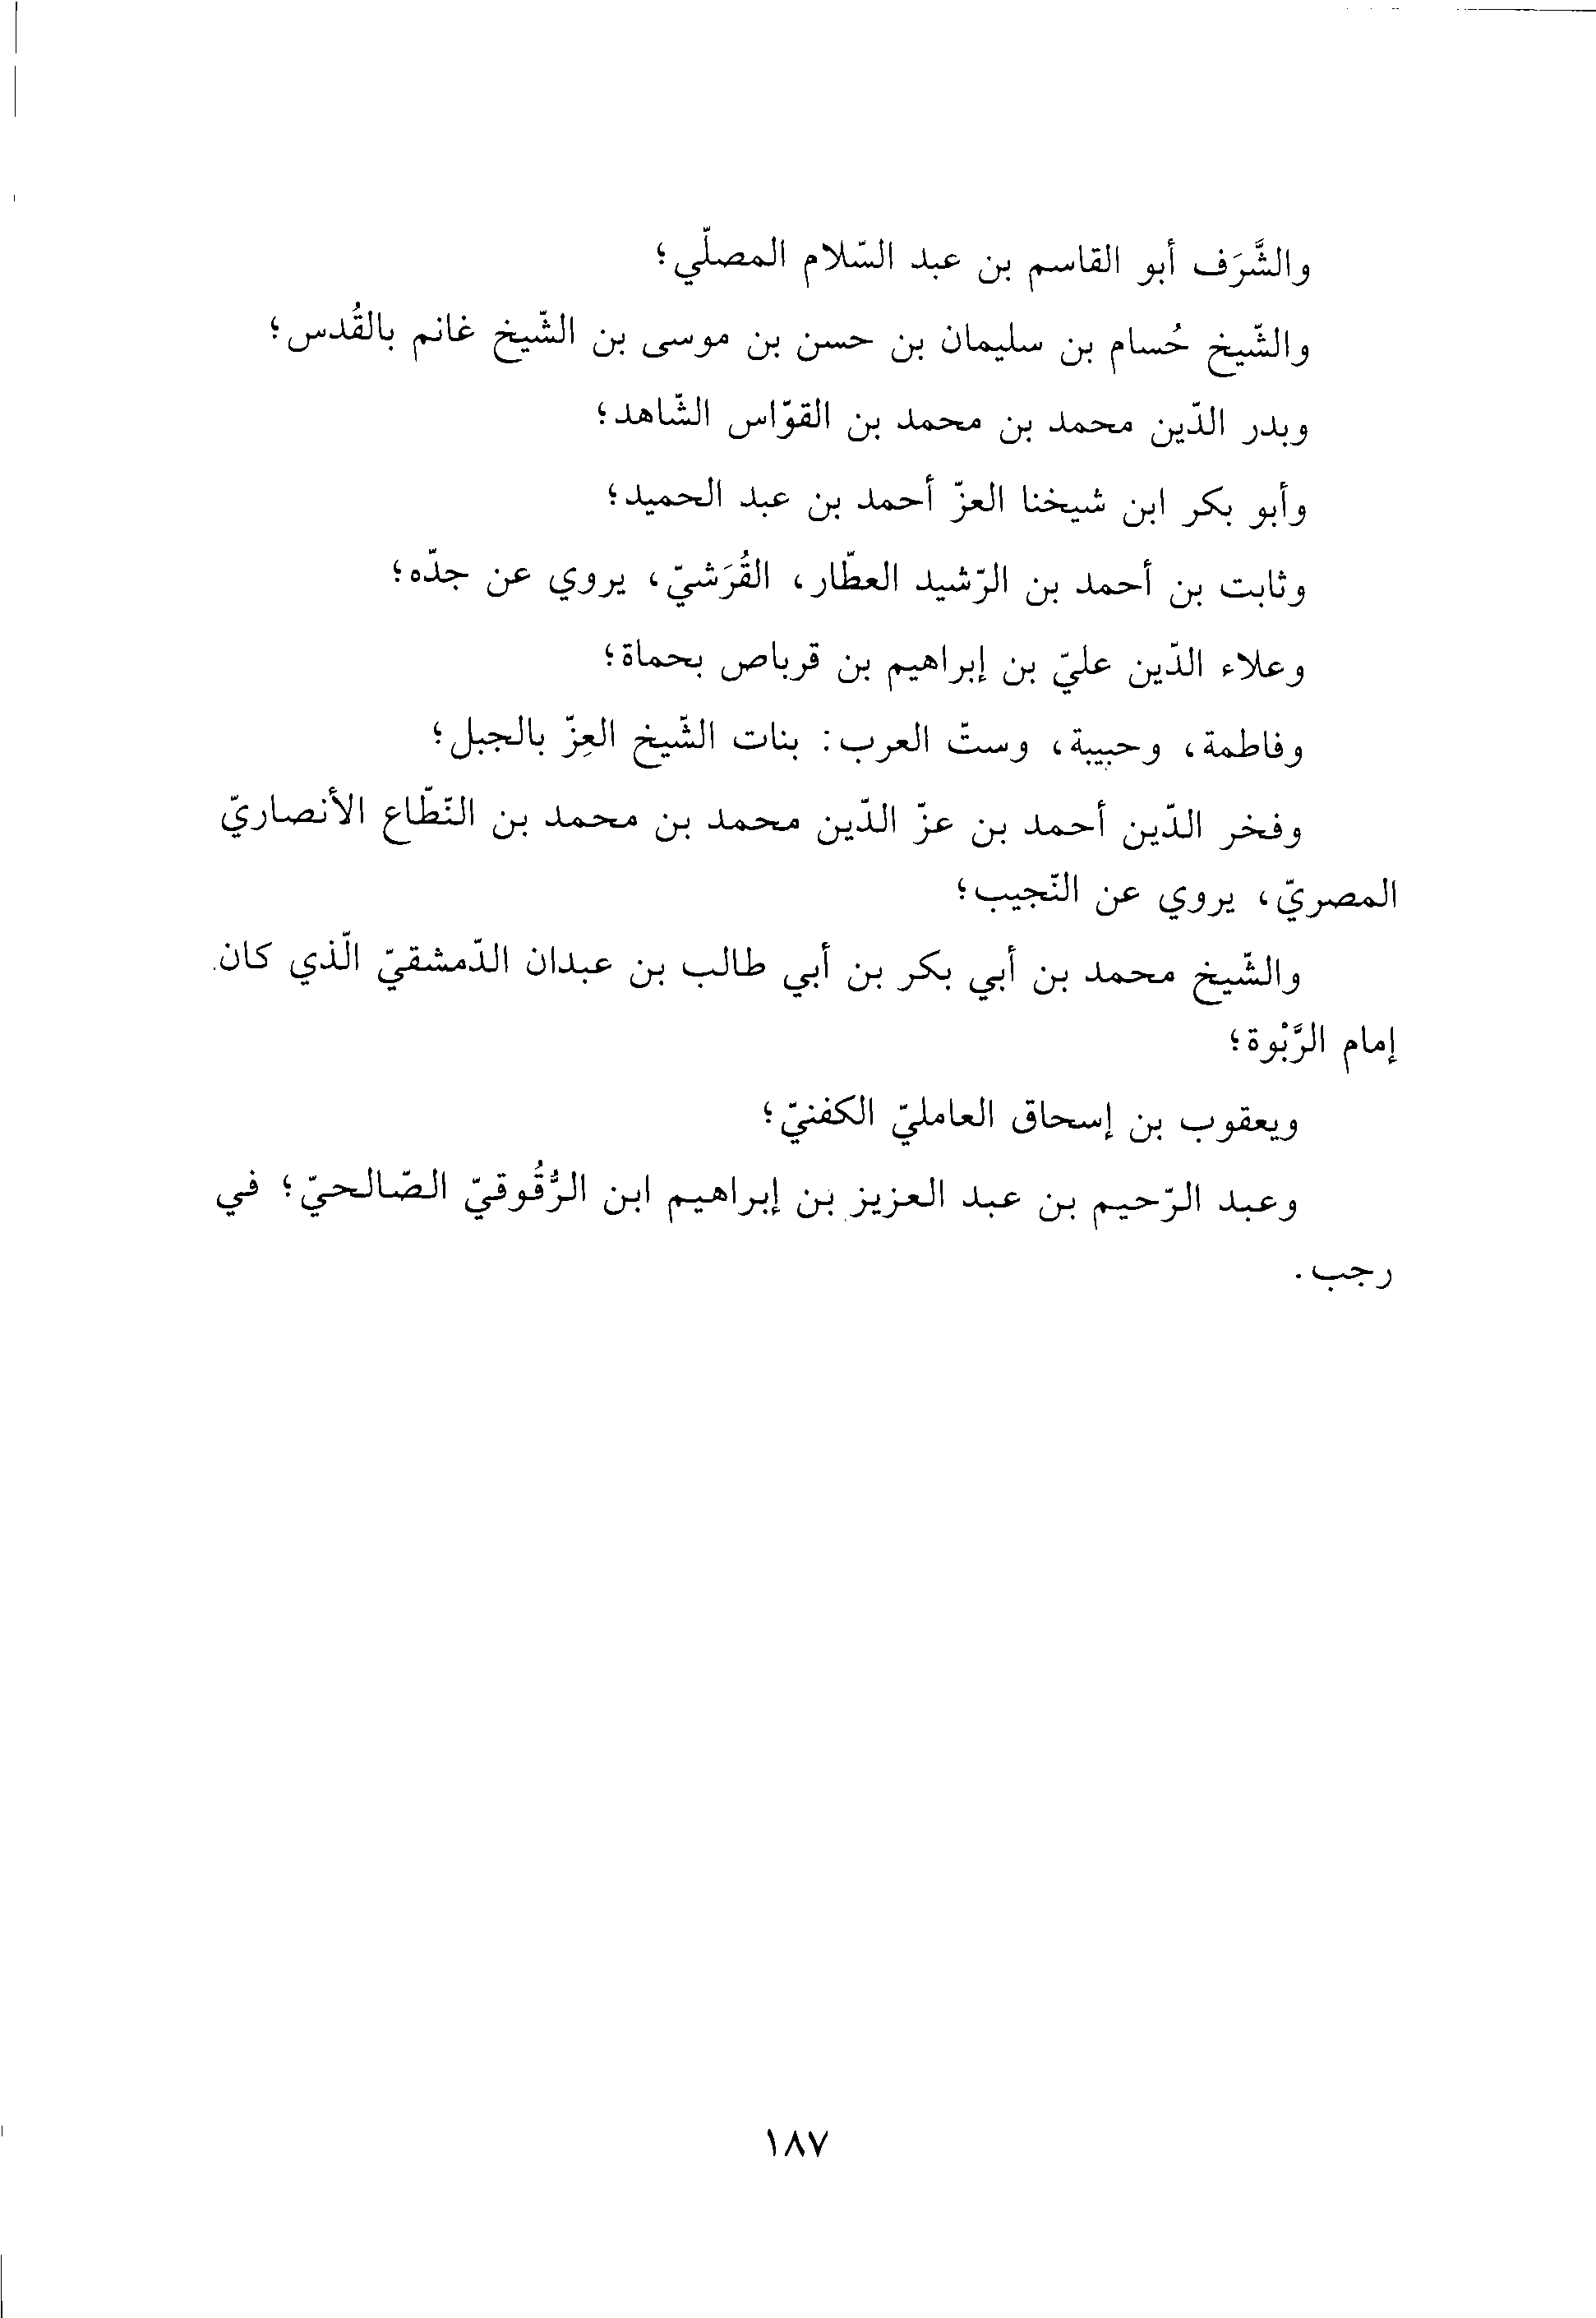 والشَّرَف أبو القاسم بن عبد السّلام المصلّي؛
والشّيخ حُسام بن سليمان بن حسن بن موسى بن الشّيخ غانم بالقُدس؛
وبدر الدّين محمد بن محمد بن القوّاس الشّاهد؛
وأبو بكر ابن شيخنا العزّ أحمد بن عبد الحميد؛
وثابت بن أحمد بن الرّشيد العطّار، القُرَشيّ، يروي عن جدّه؛
وعلاء الدّين عليّ بن إبراهيم بن قرباص بحماة؛
وفاطمة، وحبيبة، وستّ العرب: بنات الشّيخ العِزّ بالجبل؛
وفخر الدّين أحمد بن عزّ الدّين محمد بن محمد بن النّطّاع الأنصاريّ
المصريّ، يروي عن النّجيب؛
والشّيخ محمد بن أبي بكر بن أبي طالب بن عبدان الدّمشقيّ الّذي كان
إمام الرَّبْوة؛
ويعقوب بن إسحاق العامليّ الكفنيّ؛
وعبد الرّحيم بن عبد العزيز بن إبراهيم ابن الرُّقُوقيّ الصّالحيّ؛ في
رجب.
١٨٧